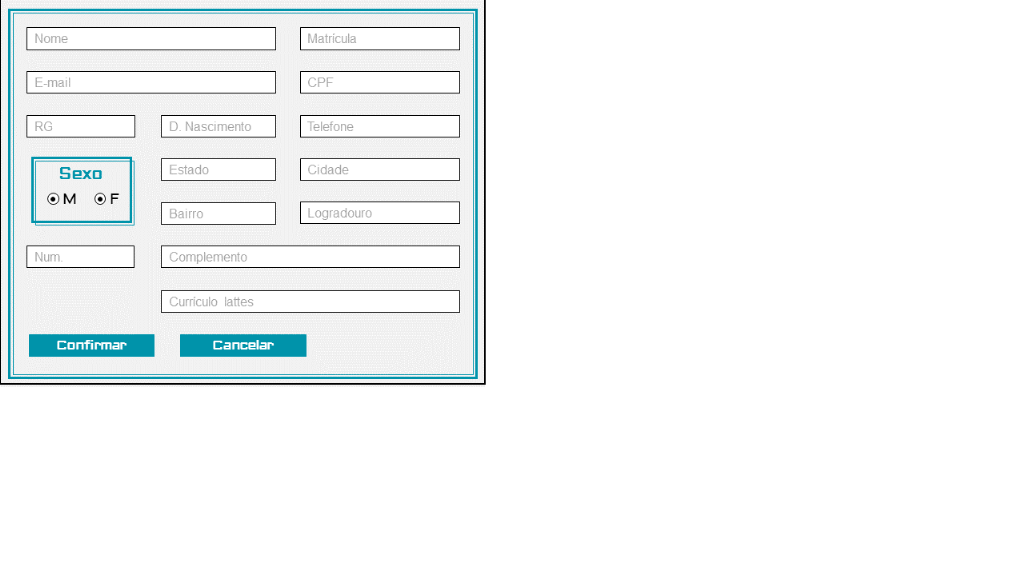 Nome
Matrícula
E-mail
CPF
RG
D. Nascimento
Telefone
Sexo
M
F
Estado
Cidade
Bairro
Logradouro
Num.
Complemento
Currículo lattes
Confirmar
Cancelar